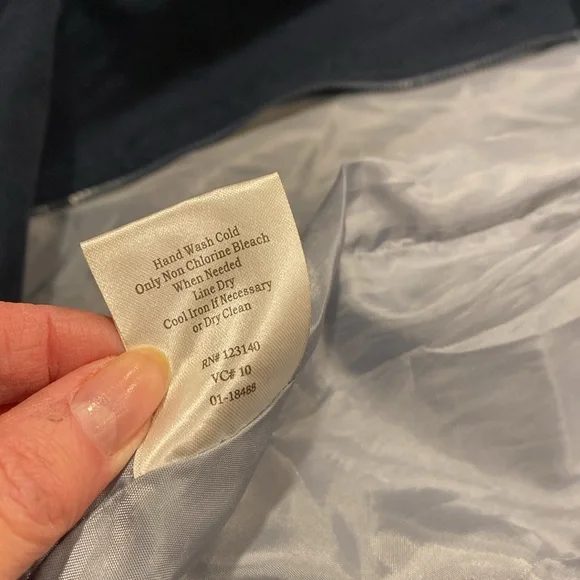 Hand Wash Cold
Only Non Chlorine Bleach
When Needed
Line Dry
Cool Iron If Necessary
or Dry Clean
RN# 123140
VC# 10
01-18488